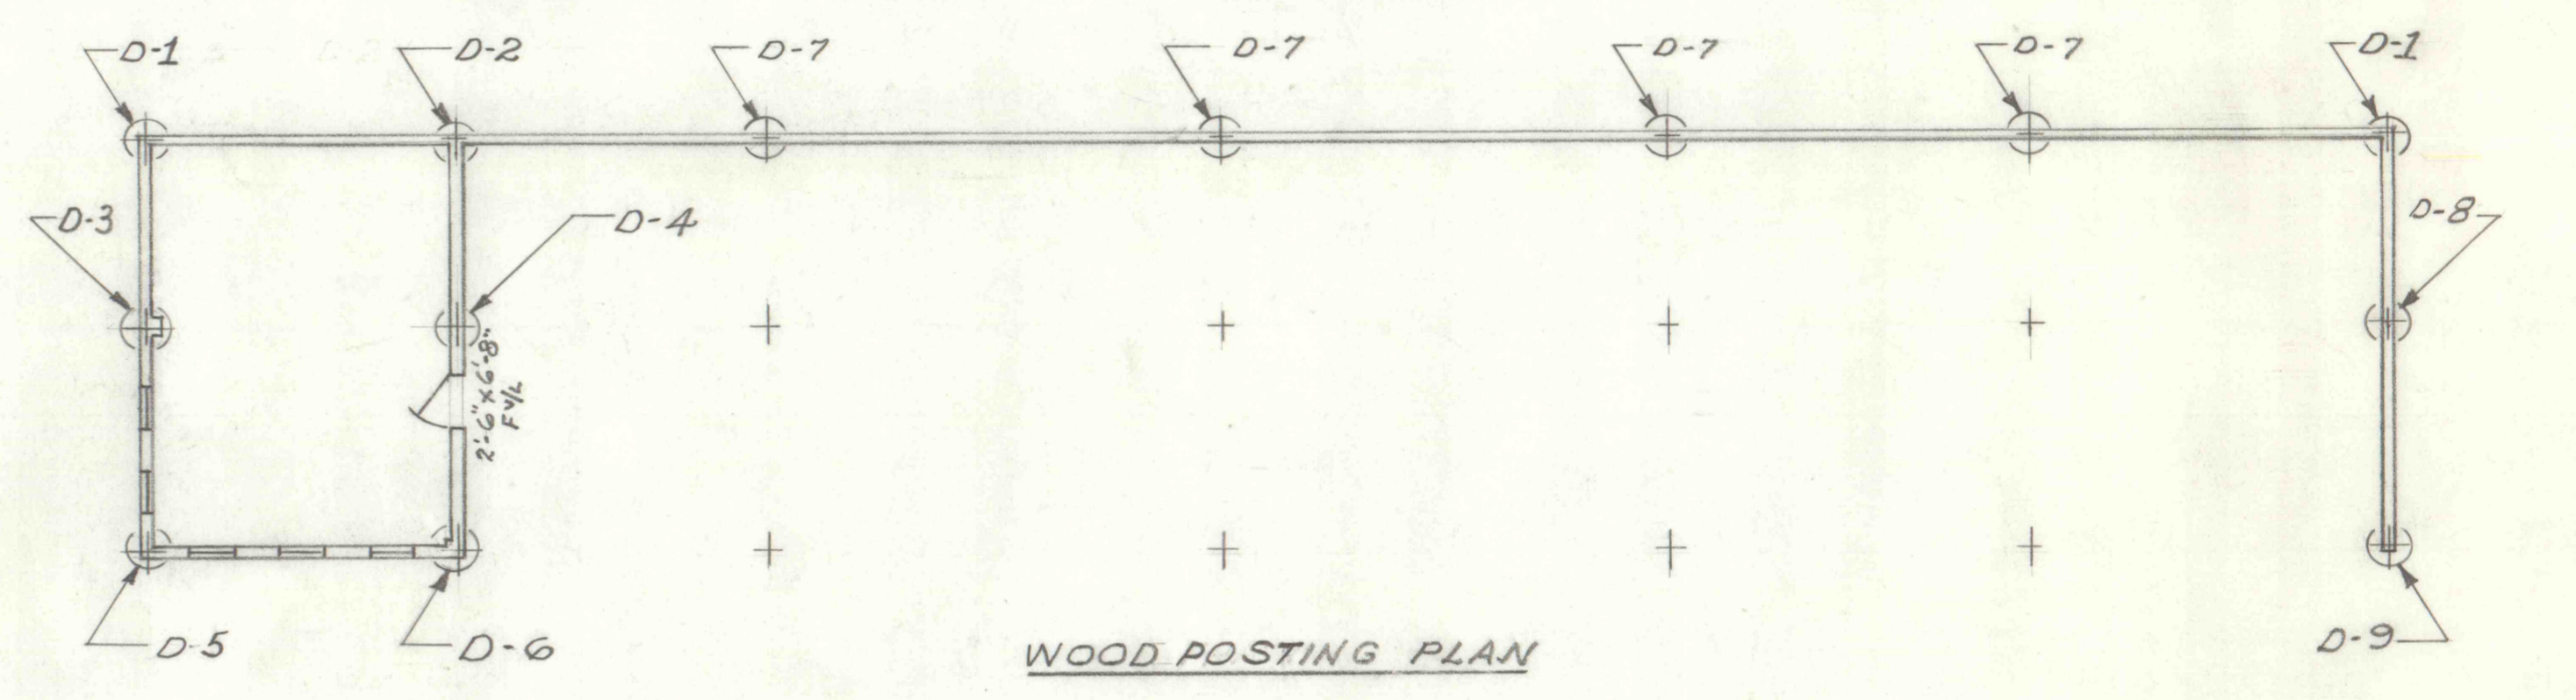 D-1
D-2
D-7
D-7
D-7
D-7
D-1
D-3
D-4
D-8
2'-6" X 6'-8"
D-5
D-6
D-9
WOOD POSTING PLAN